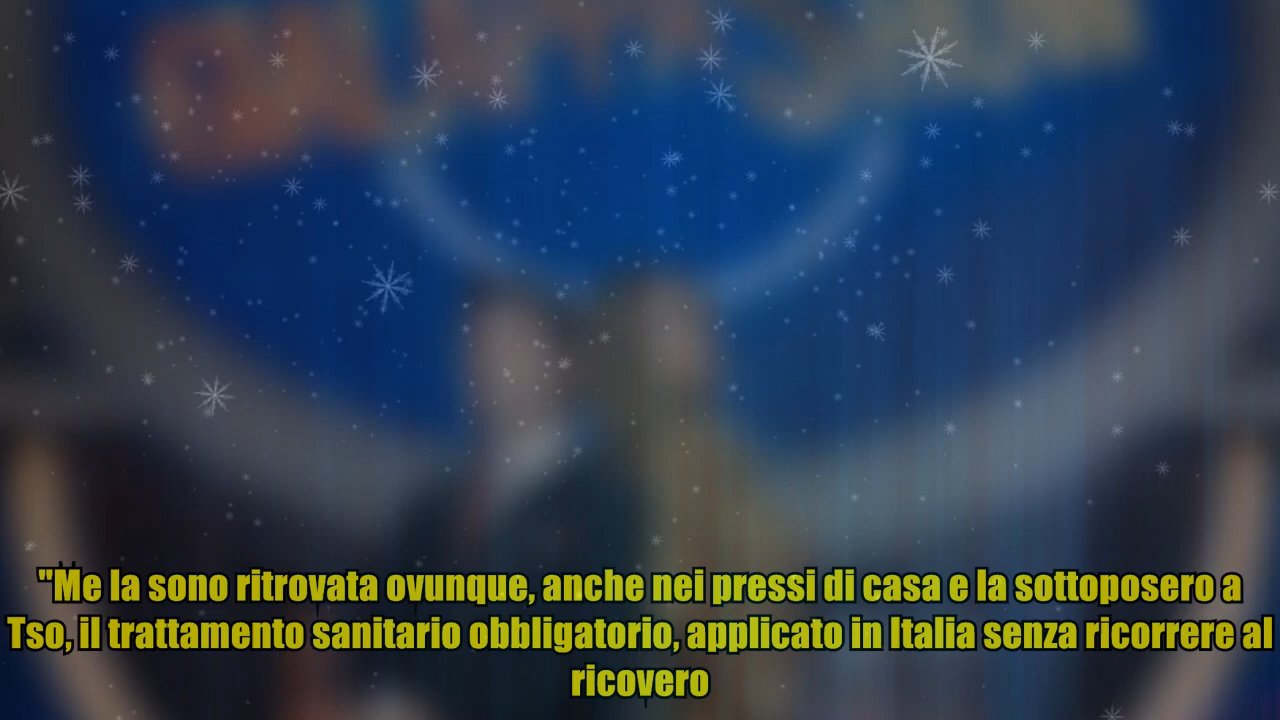 "Me la sono ritrovata ovunque, anche nei pressi di casa e la sottoposero a
Tso, il trattamento sanitario obbligatorio, applicato in Italia senza ricorrere al
ricovero